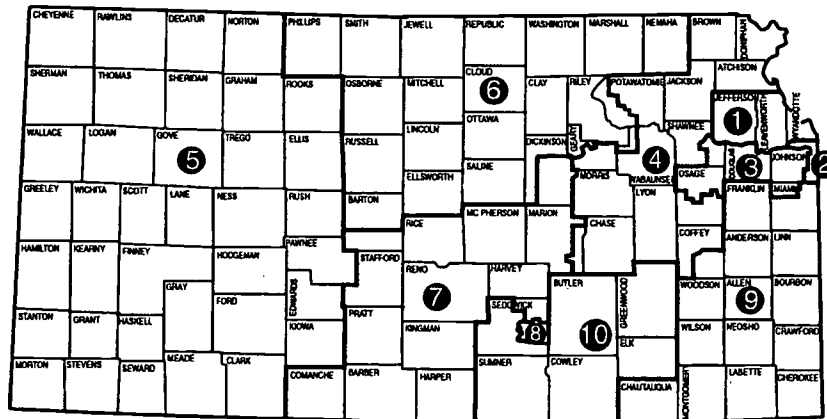 CHEYENNE RAWLINS DECATUR NORTON PHILLIPS SMITH JEWELL REPUBLIC WASHINGTON MARSHALL NEMAHA BROWN DONIPHAN
SHERMAN THOMAS SHERIDAN GRAHAM ROOKS OSBORNE MITCHELL CLOUD 6 CLAY RILEY POTAWATOMIE JACKSON ATCHISON
JEFFERSON 1 LEAVENWORTH WYANDOTTE
WALLACE LOGAN GOVE 5 TREGO ELLIS RUSSELL LINCOLN OTTAWA DICKINSON GEARY 4 WABAUNSE SHAWNEE DOUGLAS 3 JOHNSON 2
GREELEY WICHITA SCOTT LANE NESS RUSH BARTON ELLSWORTH SALINE MORRIS LYON OSAGE FRANKLIN MIAMI
RICE MC PHERSON MARION CHASE COFFEY ANDERSON LINN
HAMILTON KEARNY FINNEY HODGEMAN PAWNEE STAFFORD RENO 7 HARVEY BUTLER GREENWOOD WOODSON ALLEN 9 BOURBON
GRAY FORD EDWARDS SEDGWICK
STANTON GRANT HASKELL KIOWA PRATT KINGMAN 8 10 ELK WILSON NEOSHO CRAWFORD
MORTON STEVENS SEWARD MEADE CLARK COMANCHE BARBER HARPER SUMNER COWLEY CHAUTAUQUA MONTGOMERY LABETTE CHEROKEE